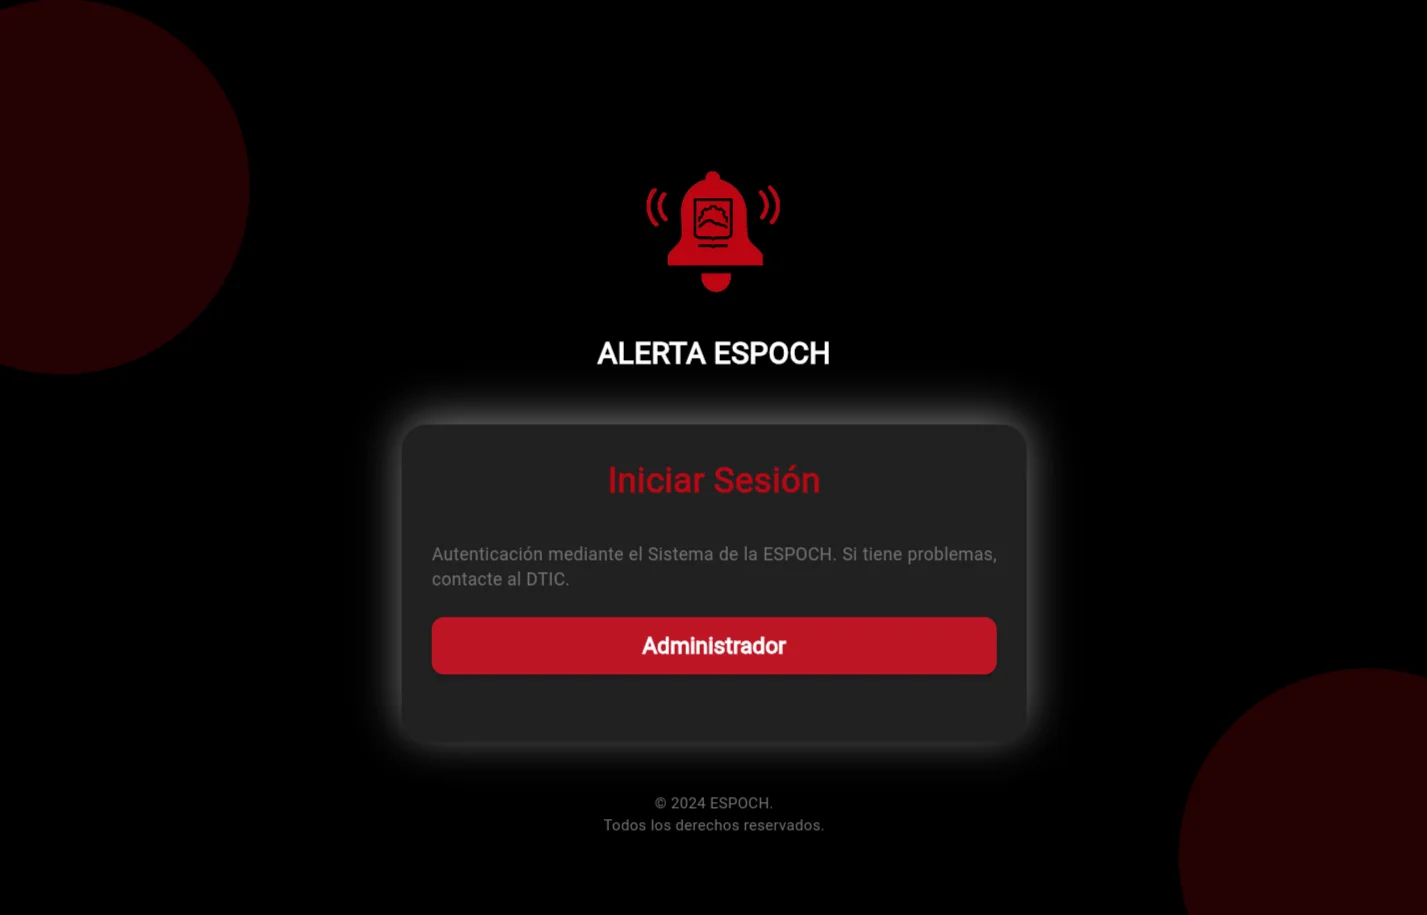 ALERTA ESPOCH
Iniciar Sesión
Autenticación mediante el Sistema de la ESPOCH. Si tiene problemas,
contacte al DTIC.
Administrador
© 2024 ESPOCH.
Todos los derechos reservados.